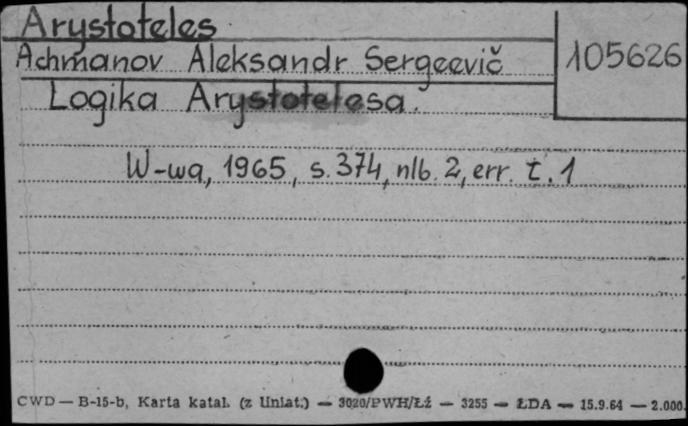 Arystoteles
Achmanov Aleksandr Sergeevič
105626
Logika Arystotelesa.
W-wa, 1965, s. 374, nlb. 2, err. t. 1
CWD — B-15-b, Karta katal. (z liniat.) — 3020/PWH/Łź — 3255 — ŁDA — 15.9.64 — 2.000.